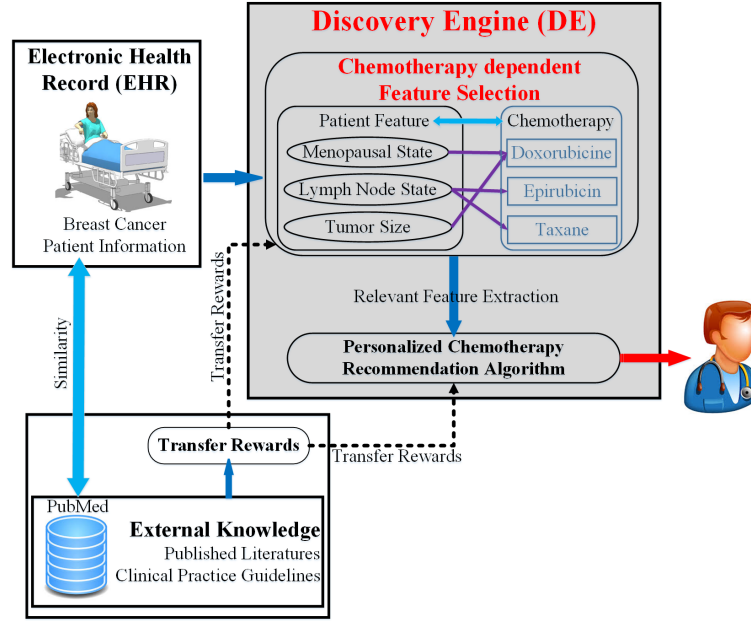 Discovery Engine (DE)
Electronic Health
Record (EHR)
Breast Cancer
Patient Information
Chemotherapy dependent
Feature Selection
Patient Feature
Chemotherapy
Menopausal State
Doxorubicine
Lymph Node State
Epirubicin
Tumor Size
Taxane
Relevant Feature Extraction
Personalized Chemotherapy
Recommendation Algorithm
Similarity
Transfer Rewards
Transfer Rewards
Transfer Rewards
PubMed
External Knowledge
Published Literatures
Clinical Practice Guidelines